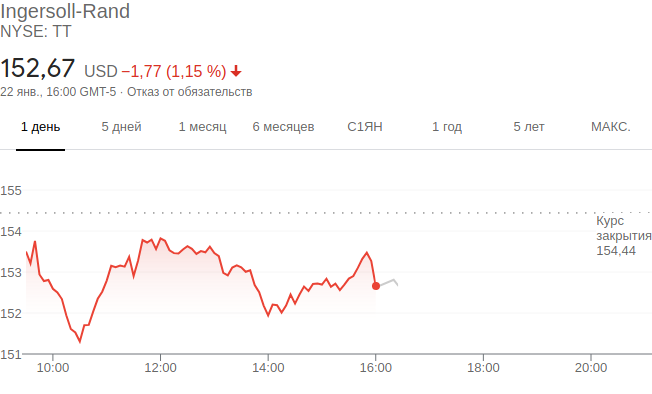 Ingersoll-Rand
NYSE: TT
152,67 USD −1,77 (1,15 %)
22 янв., 16:00 GMT-5 · Отказ от обязательств
1 день 5 дней 1 месяц 6 месяцев С1ЯН 1 год 5 лет МАКС.
155
Курс
154
закрытия
154,44
153
152
151
10:00 12:00 14:00 16:00 18:00 20:00